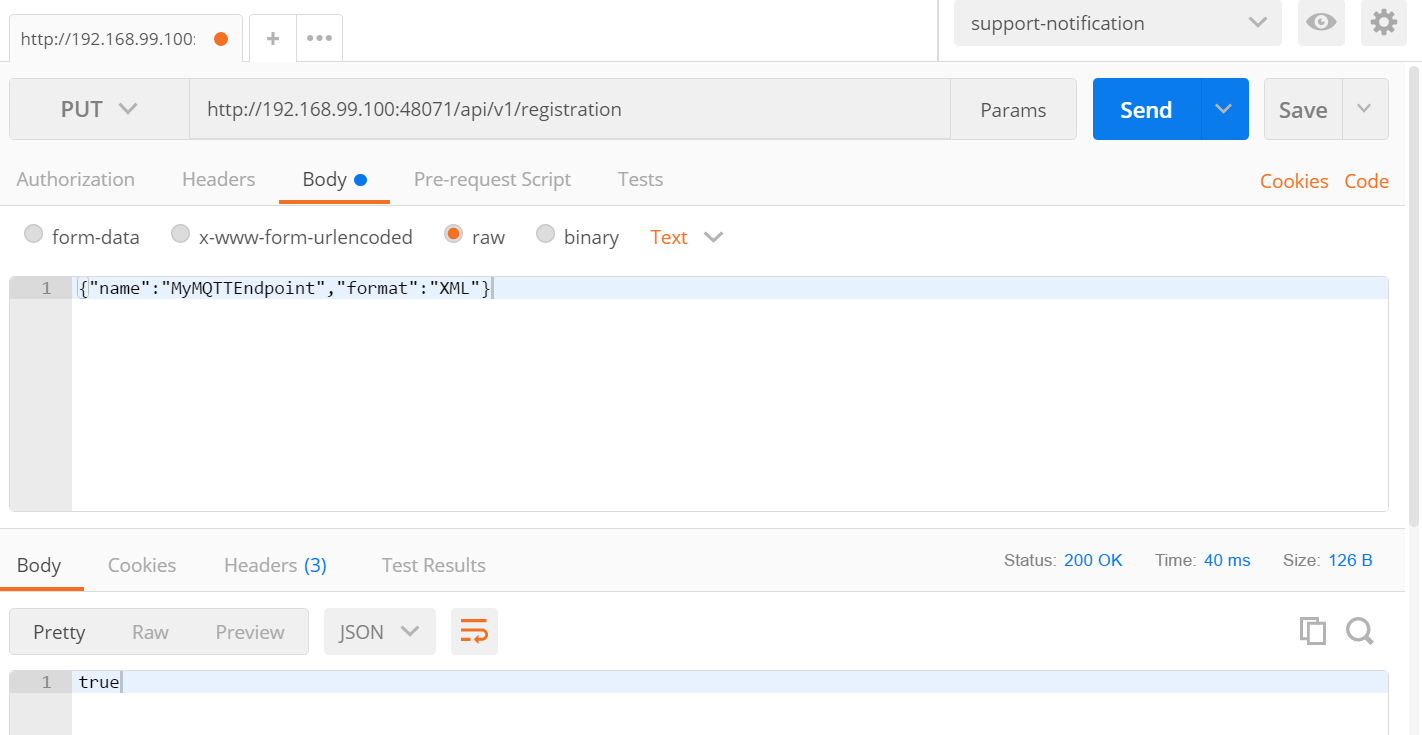 http://192.168.99.100: + ••• support-notification
PUT http://192.168.99.100:48071/api/v1/registration Params Send Save
Authorization Headers Body Pre-request Script Tests Cookies Code
form-data x-www-form-urlencoded raw binary Text
1 {"name":"MyMQTTEndpoint","format":"XML"}
Body Cookies Headers (3) Test Results Status: 200 OK Time: 40 ms Size: 126 B
Pretty Raw Preview JSON
1 true